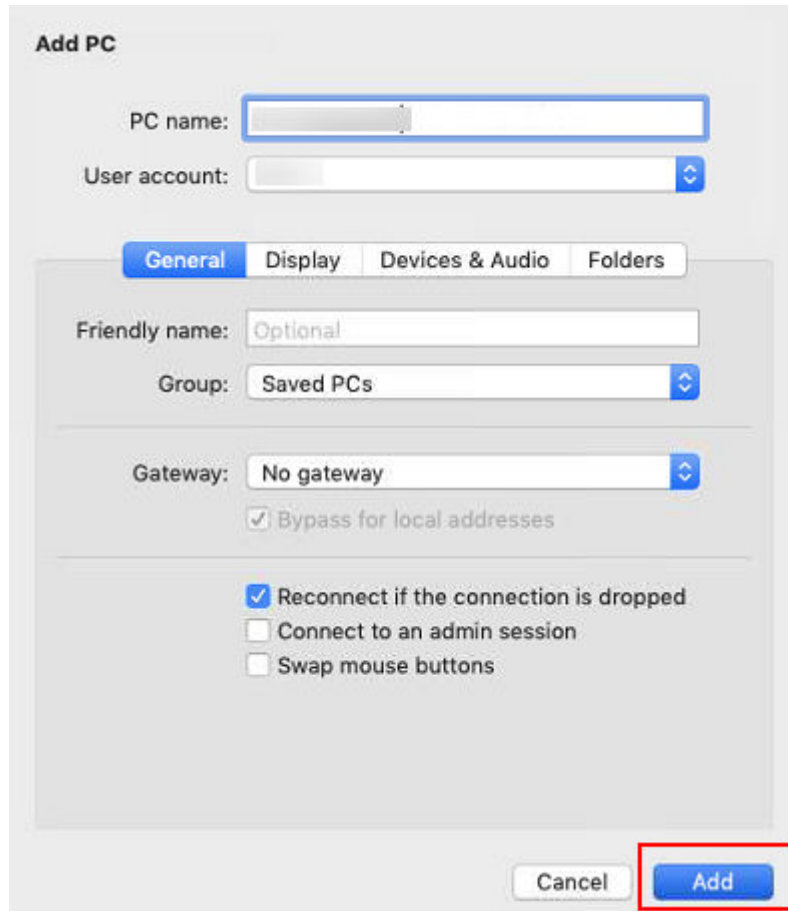 Add PC
PC name:
User account:
General Display Devices & Audio Folders
Friendly name: Optional
Group: Saved PCs
Gateway: No gateway
Bypass for local addresses
Reconnect if the connection is dropped
Connect to an admin session
Swap mouse buttons
Cancel Add